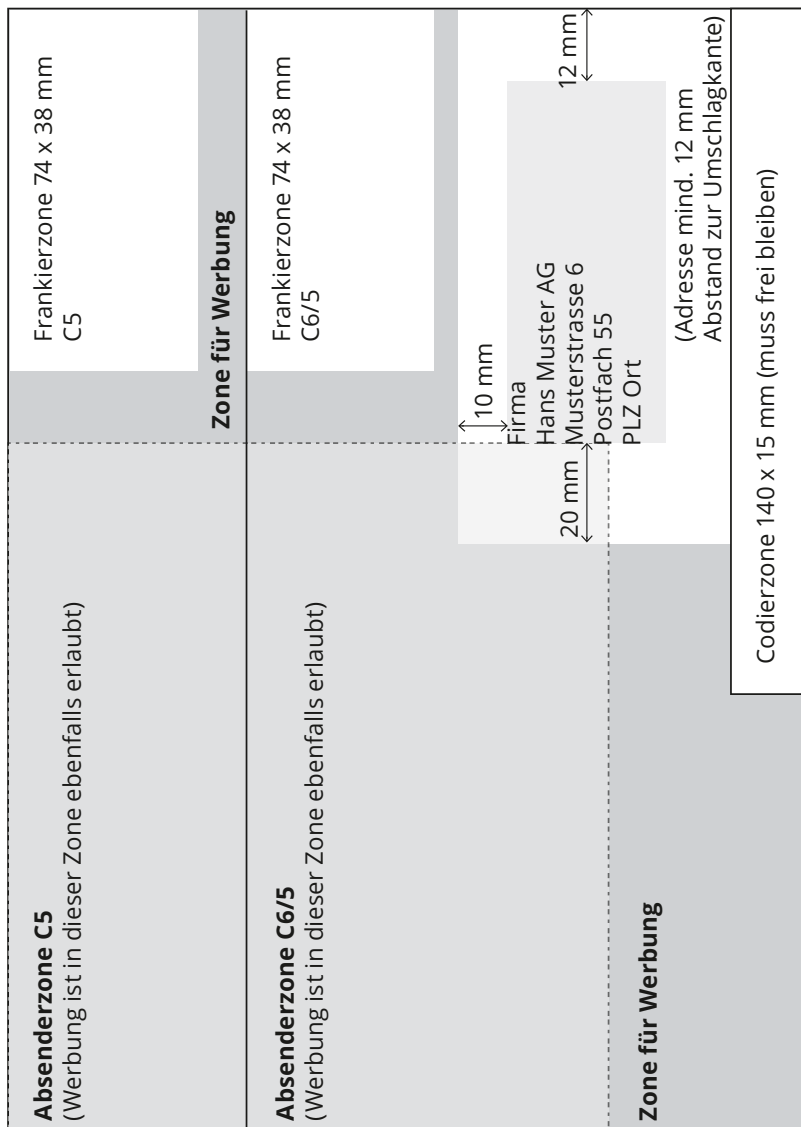 Absenderzone C5
(Werbung ist in dieser Zone ebenfalls erlaubt)
Frankierzone 74 x 38 mm
C5
Zone für Werbung
Absenderzone C6/5
(Werbung ist in dieser Zone ebenfalls erlaubt)
Frankierzone 74 x 38 mm
C6/5
10 mm
Firma
Hans Muster AG
Musterstrasse 6
Postfach 55
PLZ Ort
20 mm
12 mm
Zone für Werbung
(Adresse mind. 12 mm
Abstand zur Umschlagkante)
Codierzone 140 x 15 mm (muss frei bleiben)